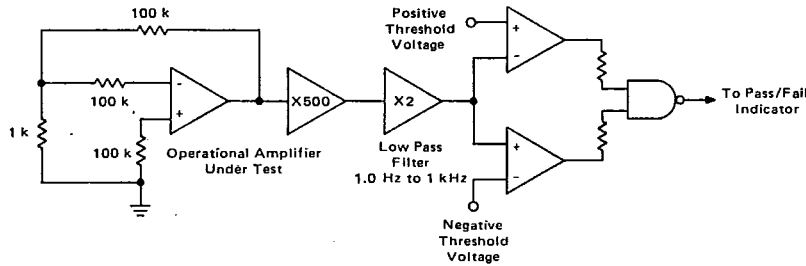 100 k
100 k
1 k
100 k
-
+
Operational Amplifier
Under Test
X500
X2
Low Pass
Filter
1.0 Hz to 1 kHz
Positive
Threshold
Voltage
+
-
+
-
Negative
Threshold
Voltage
To Pass/Fail
Indicator